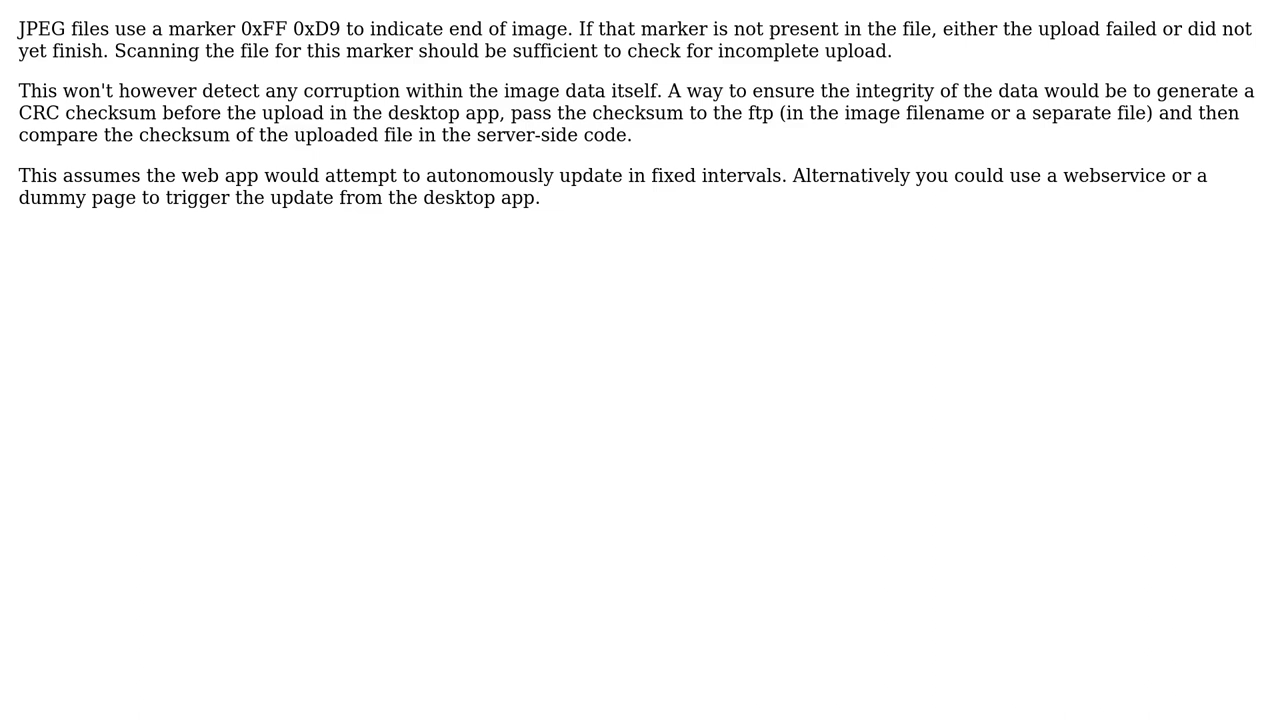 JPEG files use a marker 0xFF 0xD9 to indicate end of image. If that marker is not present in the file, either the upload failed or did not
yet finish. Scanning the file for this marker should be sufficient to check for incomplete upload.
This won't however detect any corruption within the image data itself. A way to ensure the integrity of the data would be to generate a
CRC checksum before the upload in the desktop app, pass the checksum to the ftp (in the image filename or a separate file) and then
compare the checksum of the uploaded file in the server-side code.
This assumes the web app would attempt to autonomously update in fixed intervals. Alternatively you could use a webservice or a
dummy page to trigger the update from the desktop app.